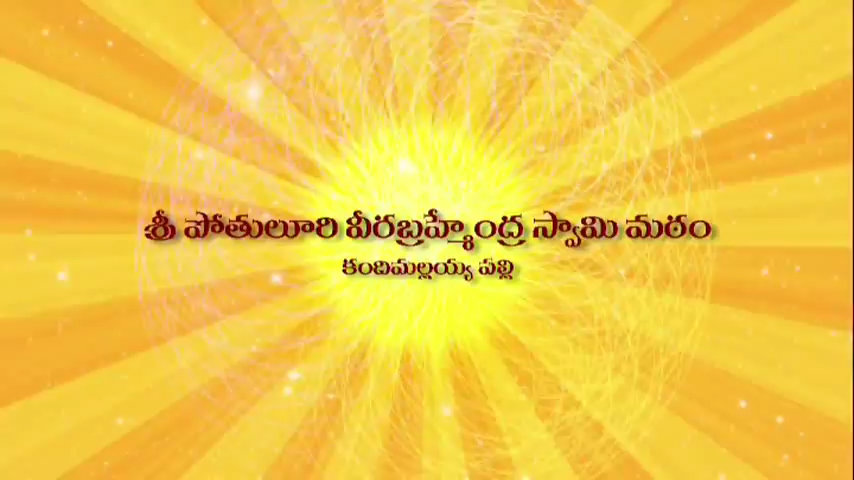 శ్రీ పోతులూరి వీరబ్రహ్మేంద్ర స్వామి మఠం
కందిమల్లయ్య పల్లి